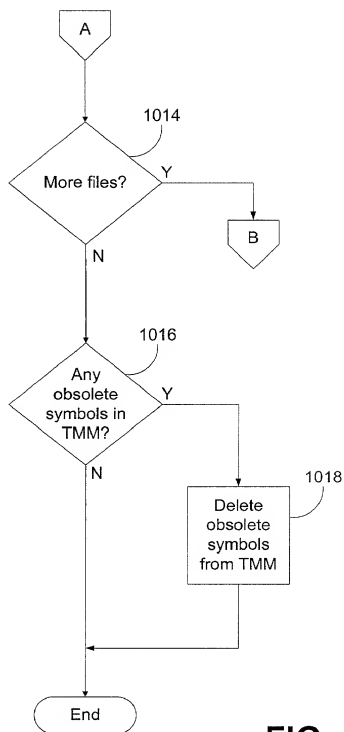 A
1014
More files?
Y
B
N
1016
Any
obsolete
symbols in
TMM?
Y
N
1018
Delete
obsolete
symbols
from TMM
End